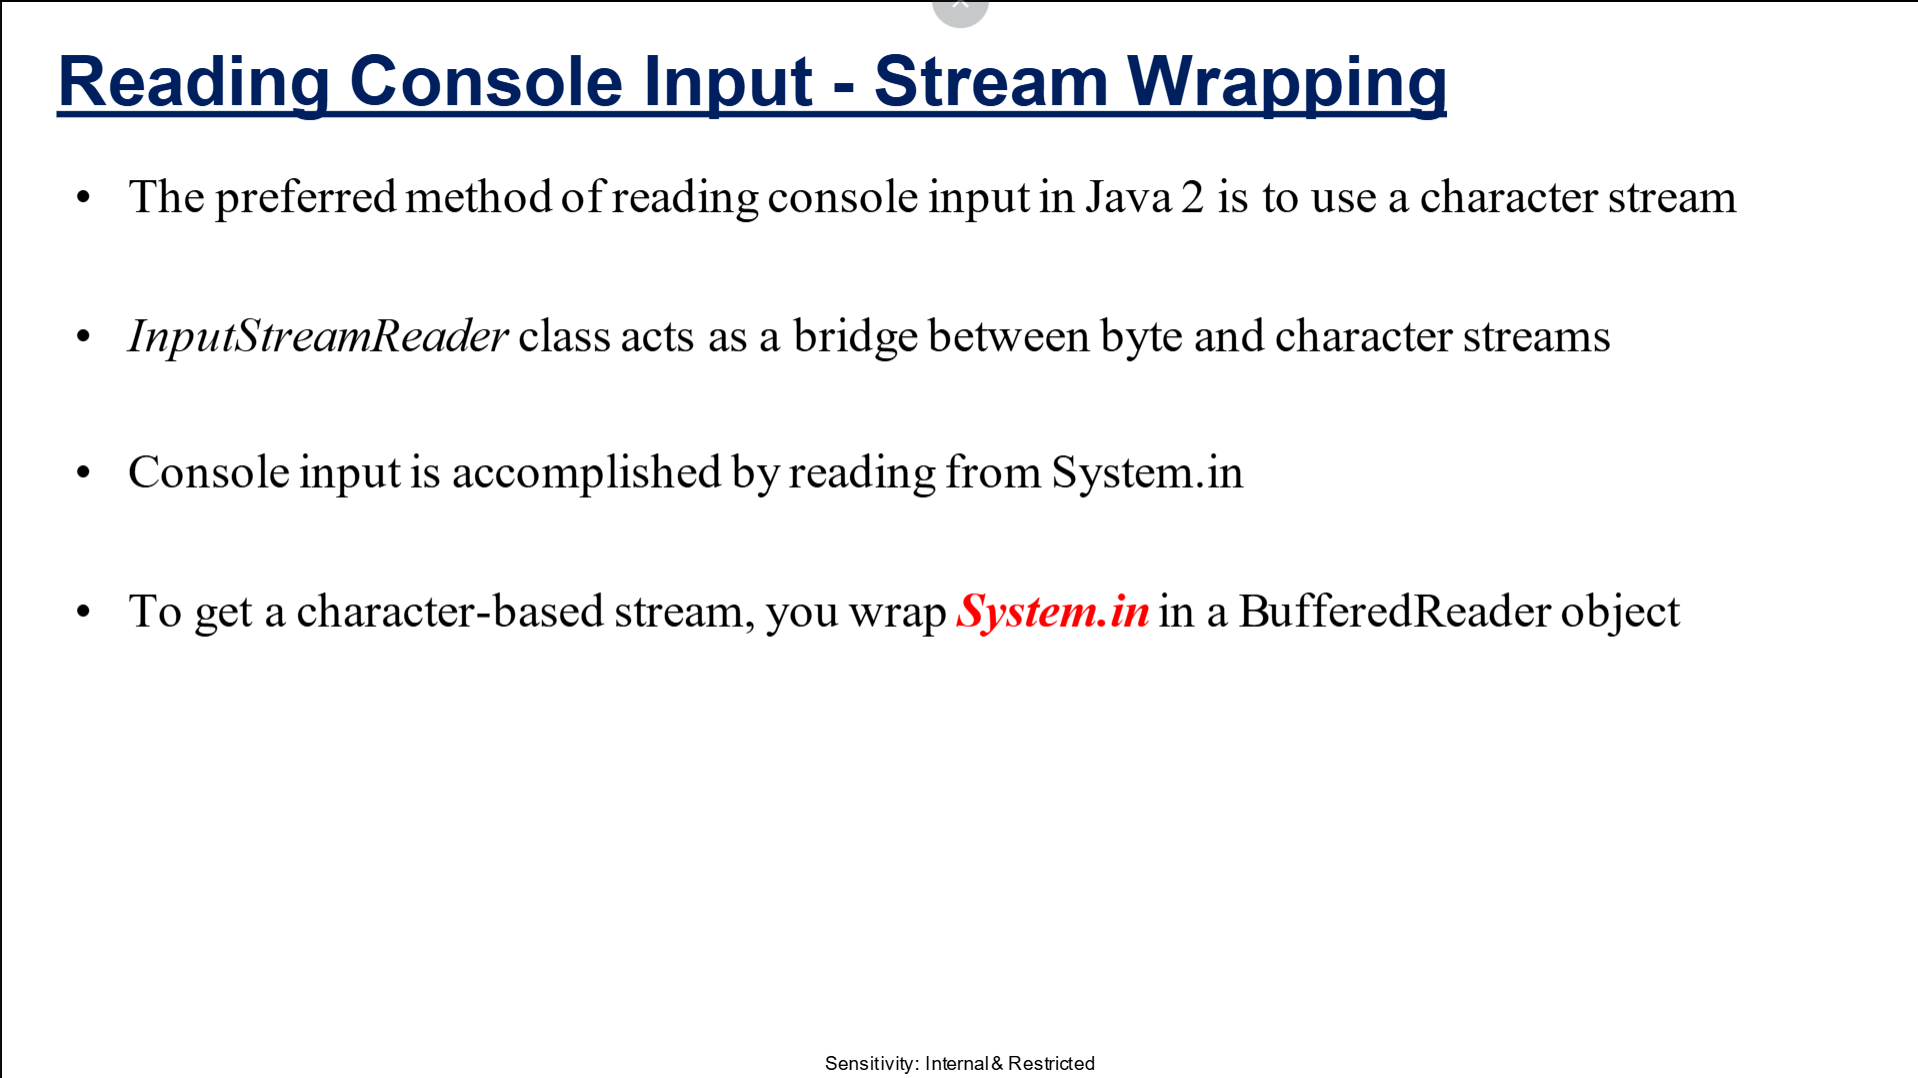 Reading Console Input - Stream Wrapping
• The preferred method of reading console input in Java 2 is to use a character stream
• InputStreamReader class acts as a bridge between byte and character streams
• Console input is accomplished by reading from System.in
• To get a character-based stream, you wrap System.in in a BufferedReader object
Sensitivity: Internal & Restricted